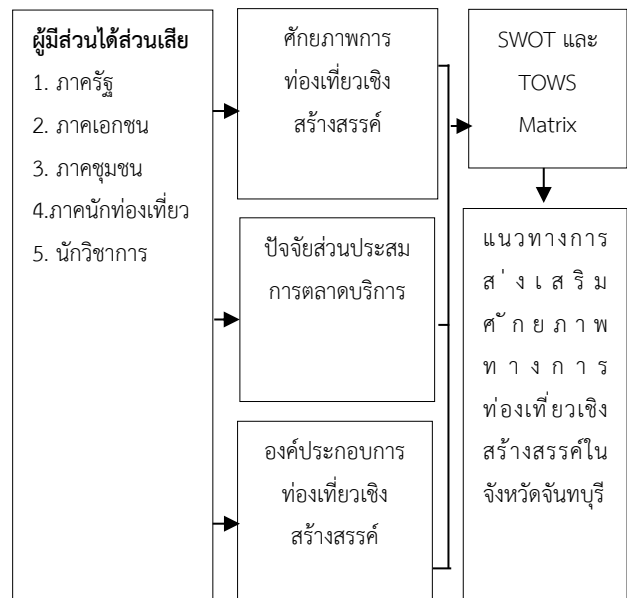 ผู้มีส่วนได้ส่วนเสีย
1. ภาครัฐ
2. ภาคเอกชน
3. ภาคชุมชน
4.ภาคนักท่องเที่ยว
5. นักวิชาการ
ศักยภาพการ
ท่องเที่ยวเชิง
สร้างสรรค์
ปัจจัยส่วนประสม
การตลาดบริการ
องค์ประกอบการ
ท่องเที่ยวเชิง
สร้างสรรค์
SWOT และ
TOWS
Matrix
แนวทางการ
ส่งเสริม
ศักยภาพ
ทางการ
ท่องเที่ยวเชิง
สร้างสรรค์ใน
จังหวัดจันทบุรี